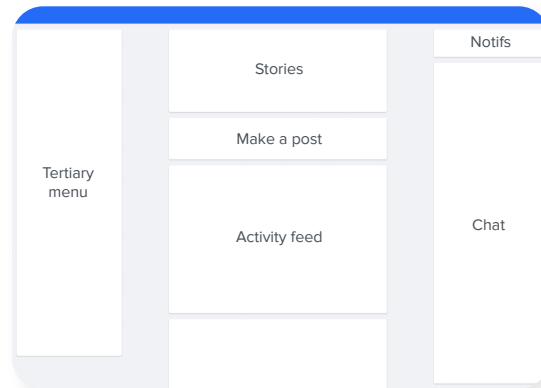 Tertiary
menu
Stories
Make a post
Activity feed
Notifs
Chat